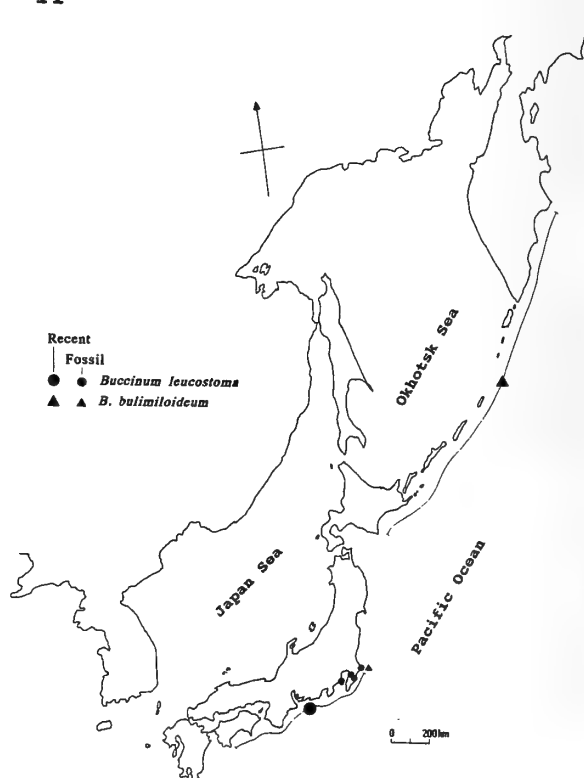 Recent
Fossil
Buccinum leucostoma
B. bulimiloideum
Okhotsk Sea
Japan Sea
Pacific Ocean
0 200km